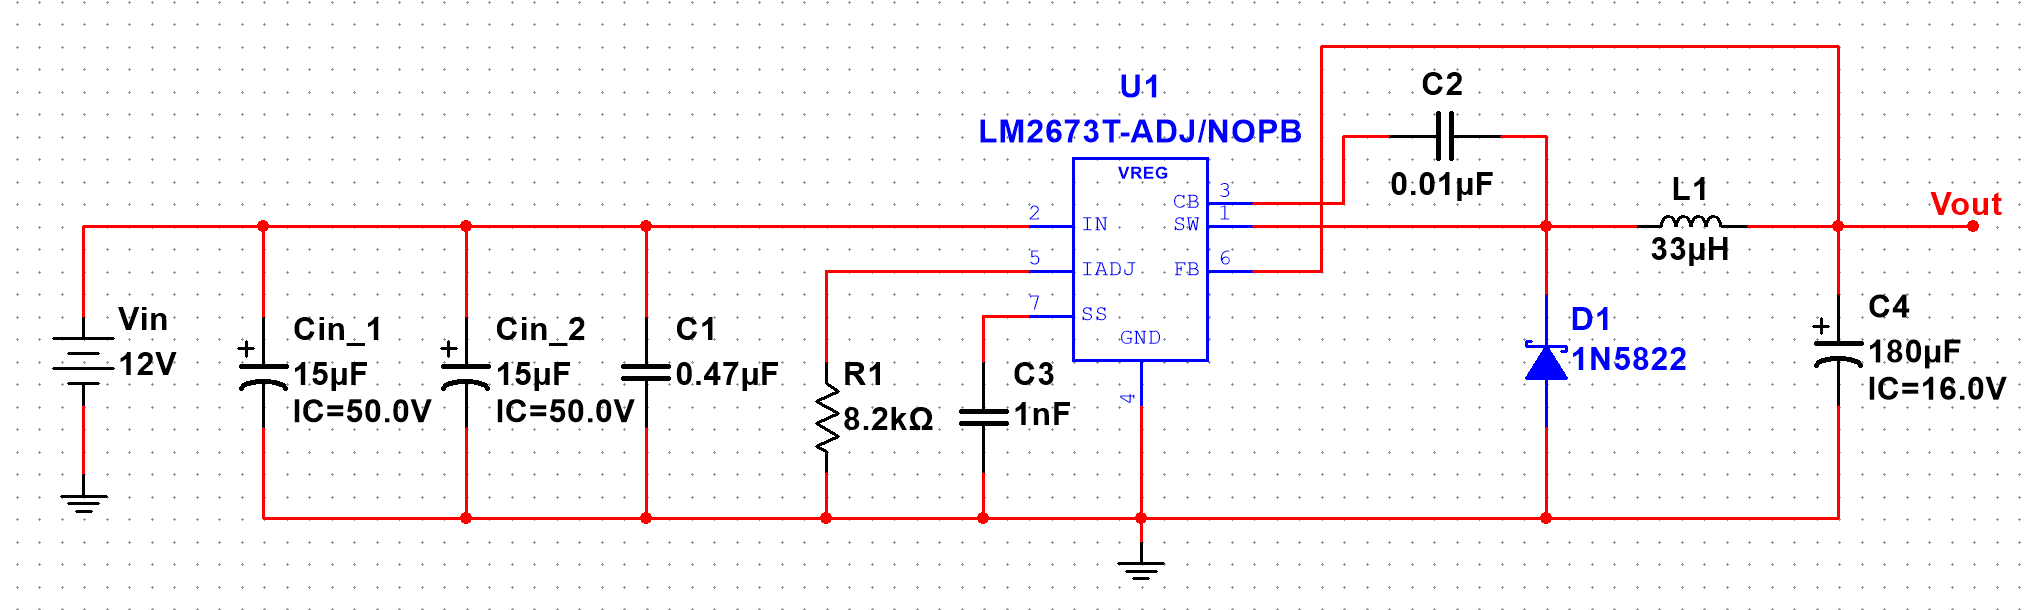 U1
LM2673T-ADJ/NOPB
VREG
C2
0.01µF
CB
3
SW
1
FB
6
2
IN
5
IADJ
7
SS
GND
4
L1
33µH
Vout
Vin
12V
+
Cin_1
15µF
IC=50.0V
+
Cin_2
15µF
IC=50.0V
C1
0.47µF
R1
8.2kΩ
C3
1nF
D1
1N5822
+
C4
180µF
IC=16.0V